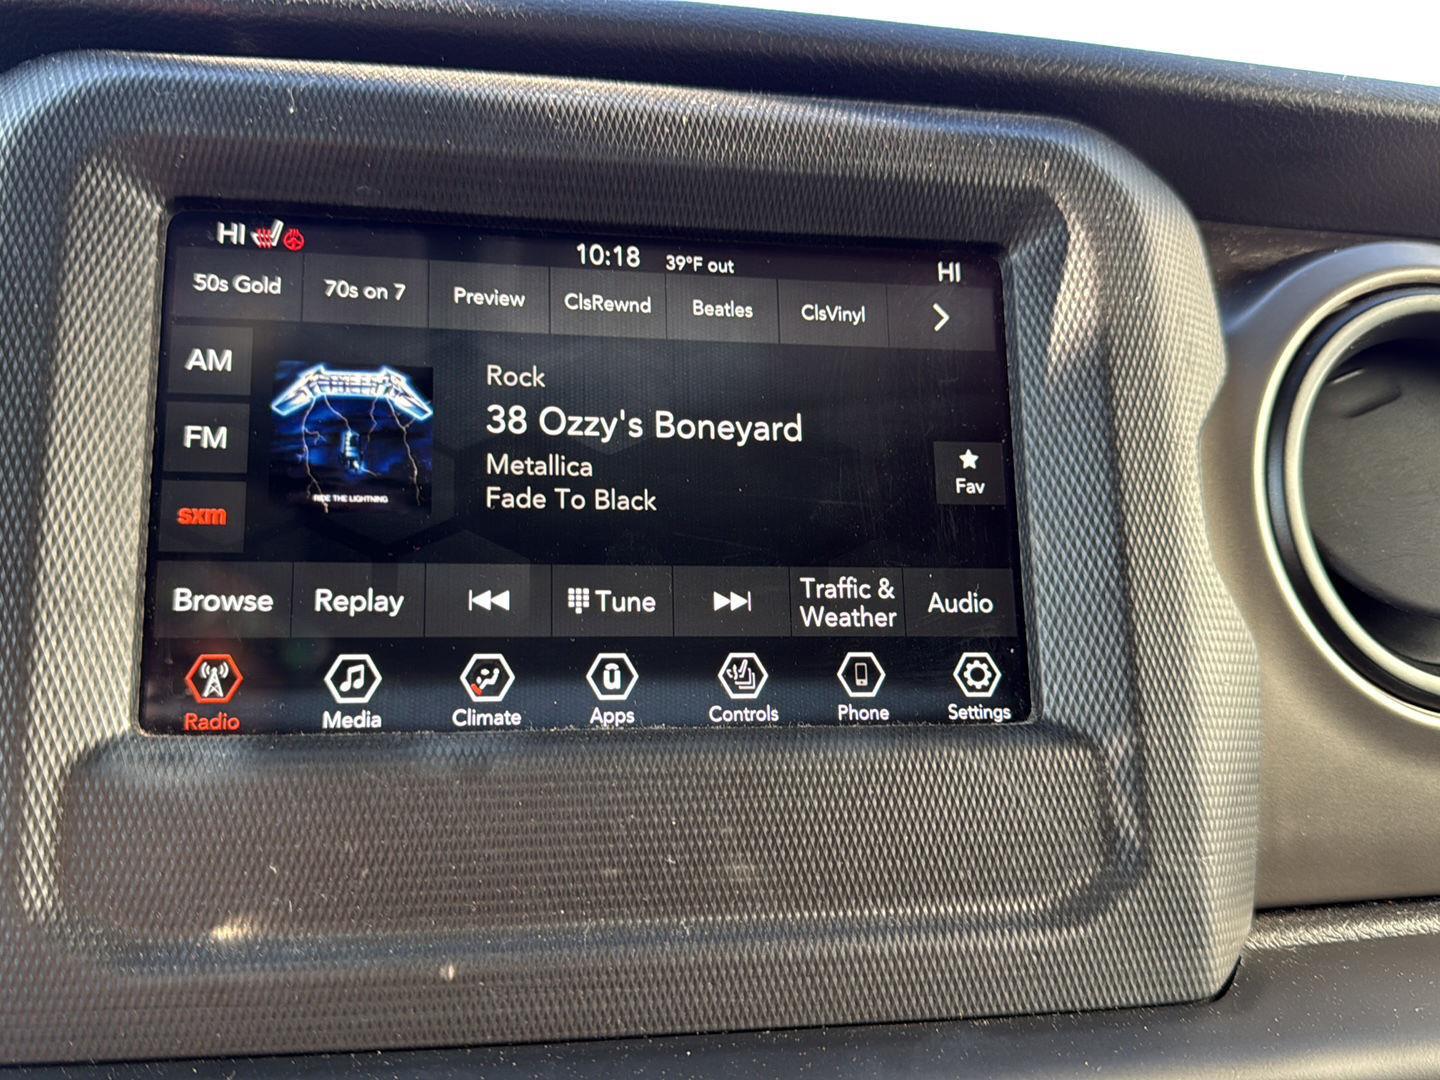 HI 10:18 39°F out HI
50s Gold 70s on 7 Preview ClsRewnd Beatles ClsVinyl
AM
FM
sxm
METALLICA
RIDE THE LIGHTNING
Rock
38 Ozzy's Boneyard
Metallica
Fade To Black
Fav
Browse Replay Tune Traffic & Weather Audio
Radio Media Climate Apps Controls Phone Settings